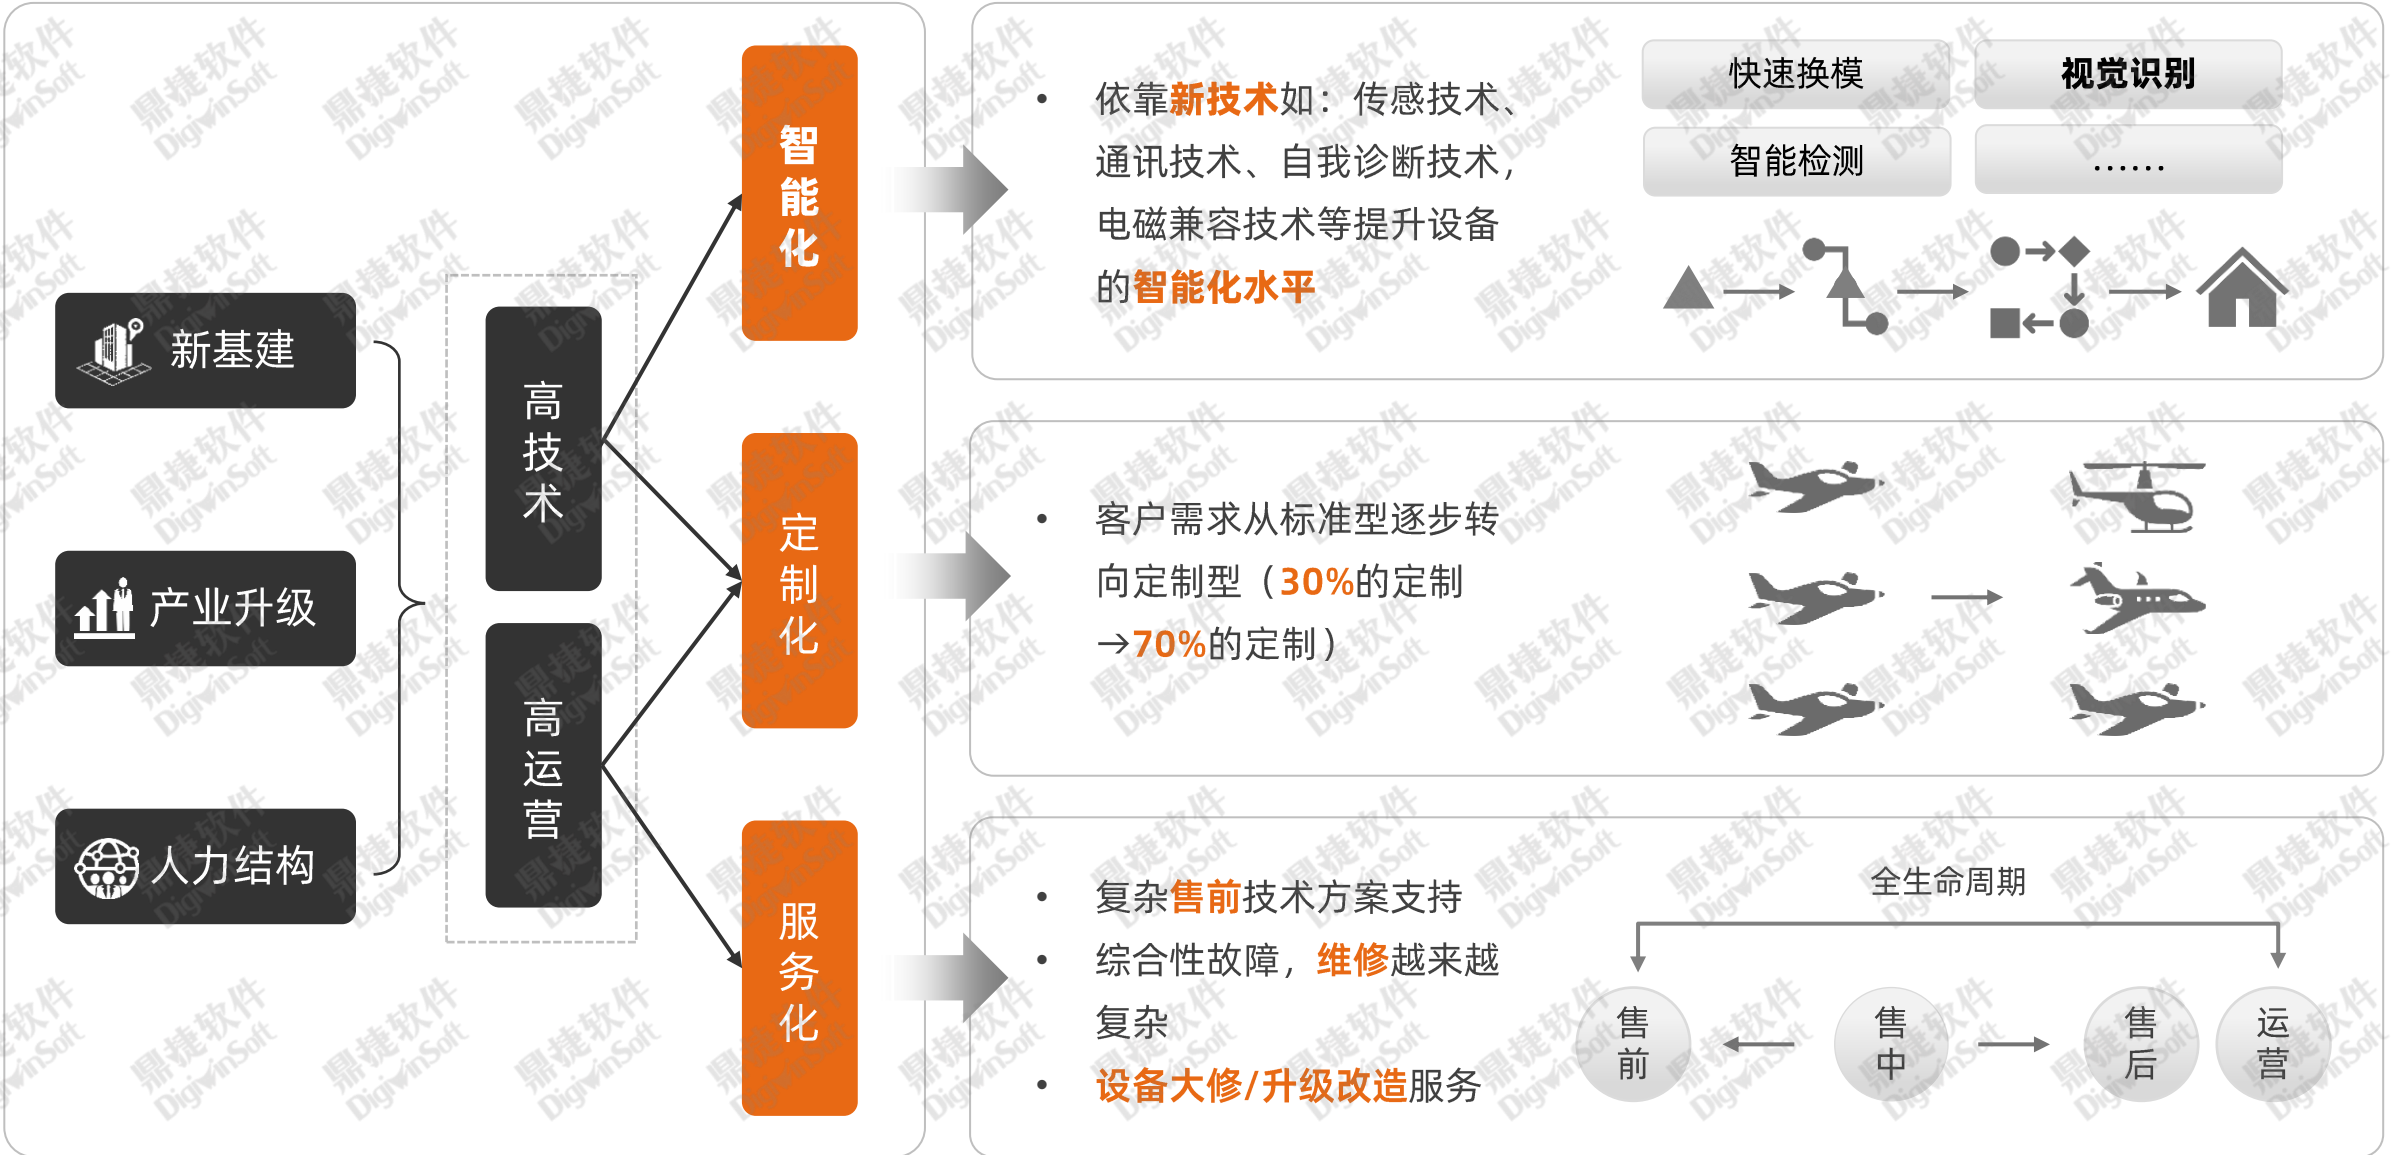 新基建
产业升级
人力结构
高技术
高运营
智能化
定制化
服务化
• 依靠新技术如：传感技术、
通讯技术、自我诊断技术，
电磁兼容技术等提升设备
的智能化水平
快速换模
视觉识别
智能检测
……
• 客户需求从标准型逐步转
向定制型（30%的定制
→70%的定制）
• 复杂售前技术方案支持
• 综合性故障，维修越来越
复杂
• 设备大修/升级改造服务
全生命周期
售前
售中
售后
运营
鼎捷软件
DigiwinSoft